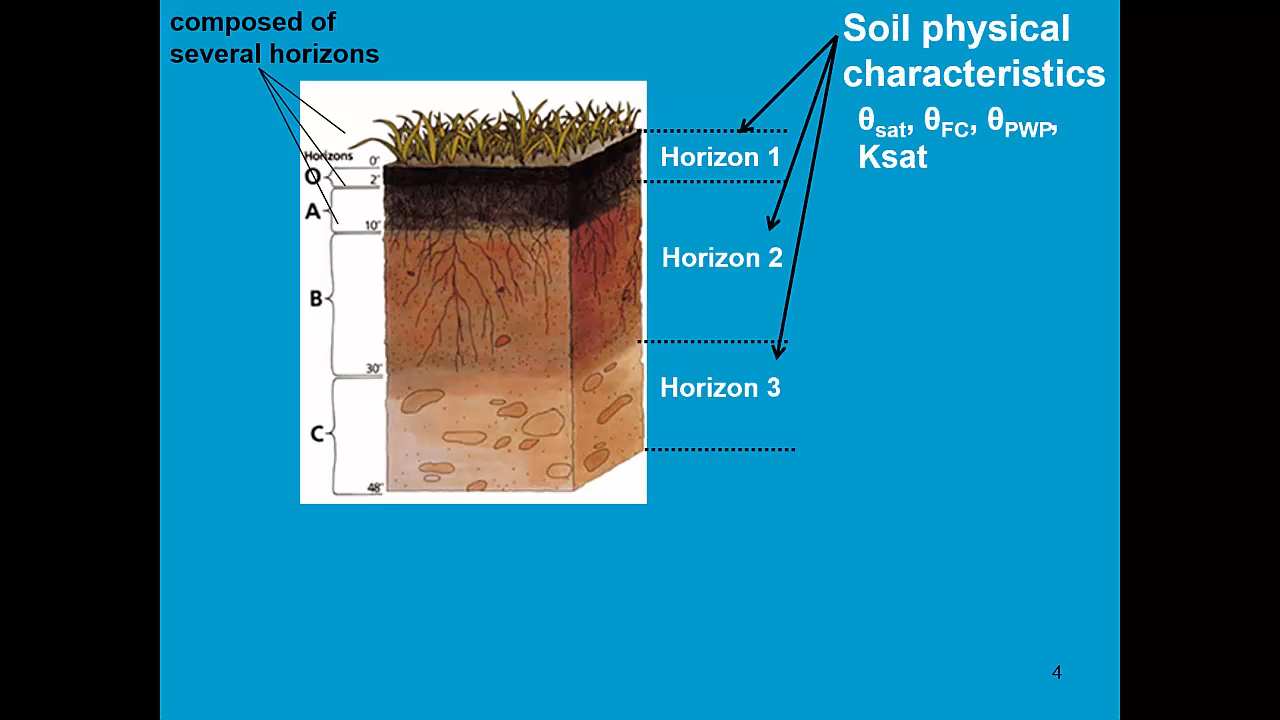 composed of
several horizons
Soil physical
characteristics
θsat, θFC, θPWP,
Ksat
Horizons
0"
O
2"
A
10"
B
30"
C
48"
Horizon 1
Horizon 2
Horizon 3
4